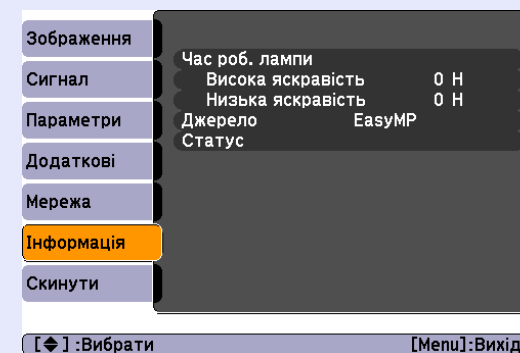 Зображення
Сигнал
Параметри
Додаткові
Мережа
Інформація
Скинути
Час роб. лампи
Висока яскравість 0 H
Низька яскравість 0 H
Джерело EasyMP
Статус
[◆] :Вибрати [Menu]:Вихід